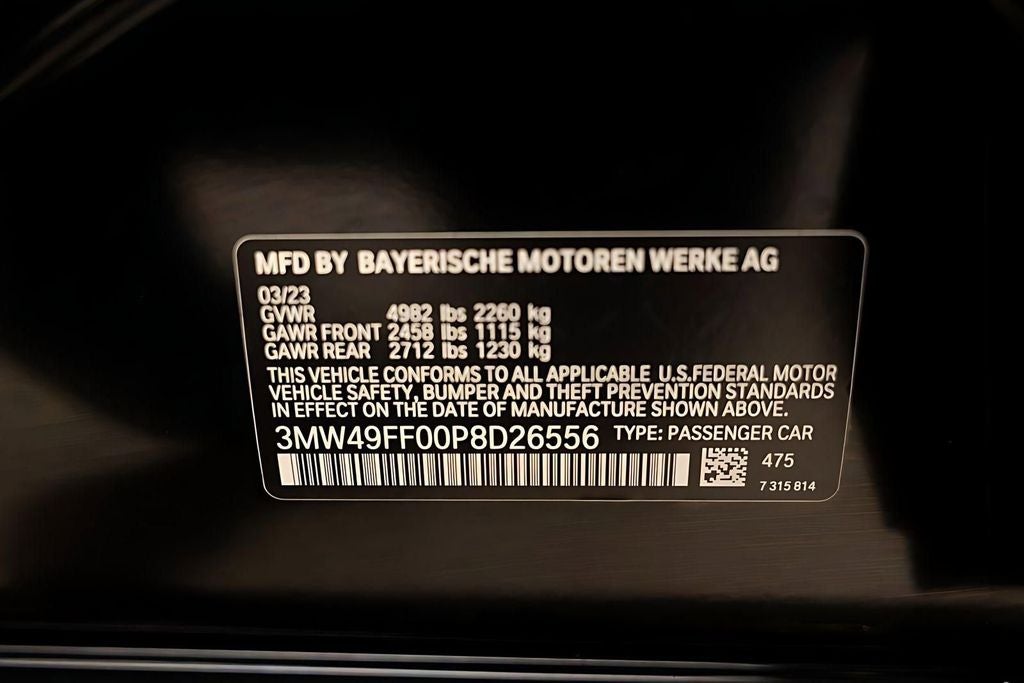 MFD BY BAYERISCHE MOTOREN WERKE AG
03/23
GVWR 4982 lbs 2260 kg
GAWR FRONT 2458 lbs 1115 kg
GAWR REAR 2712 lbs 1230 kg
THIS VEHICLE CONFORMS TO ALL APPLICABLE U.S.FEDERAL MOTOR
VEHICLE SAFETY, BUMPER AND THEFT PREVENTION STANDARDS
IN EFFECT ON THE DATE OF MANUFACTURE SHOWN ABOVE.
3MW49FF00P8D26556 TYPE: PASSENGER CAR
475
7 315 814